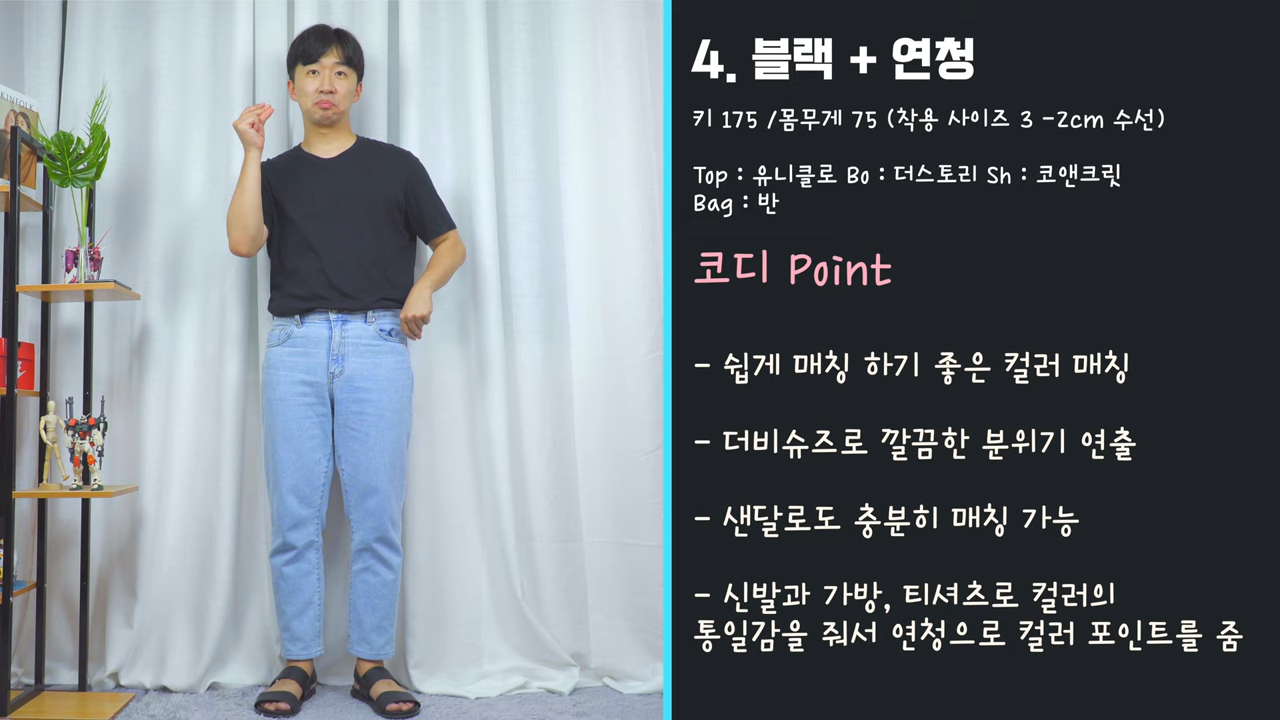 KINFOLK
4. 블랙 + 연청
키 175 /몸무게 75 (착용 사이즈 3 -2cm 수선)
Top : 유니클로 Bo : 더스토리 Sh : 코앤크릿
Bag : 반
코디 Point
- 쉽게 매칭 하기 좋은 컬러 매칭
- 더비슈즈로 깔끔한 분위기 연출
- 샌달로도 충분히 매칭 가능
- 신발과 가방, 티셔츠로 컬러의
통일감을 줘서 연청으로 컬러 포인트를 줌